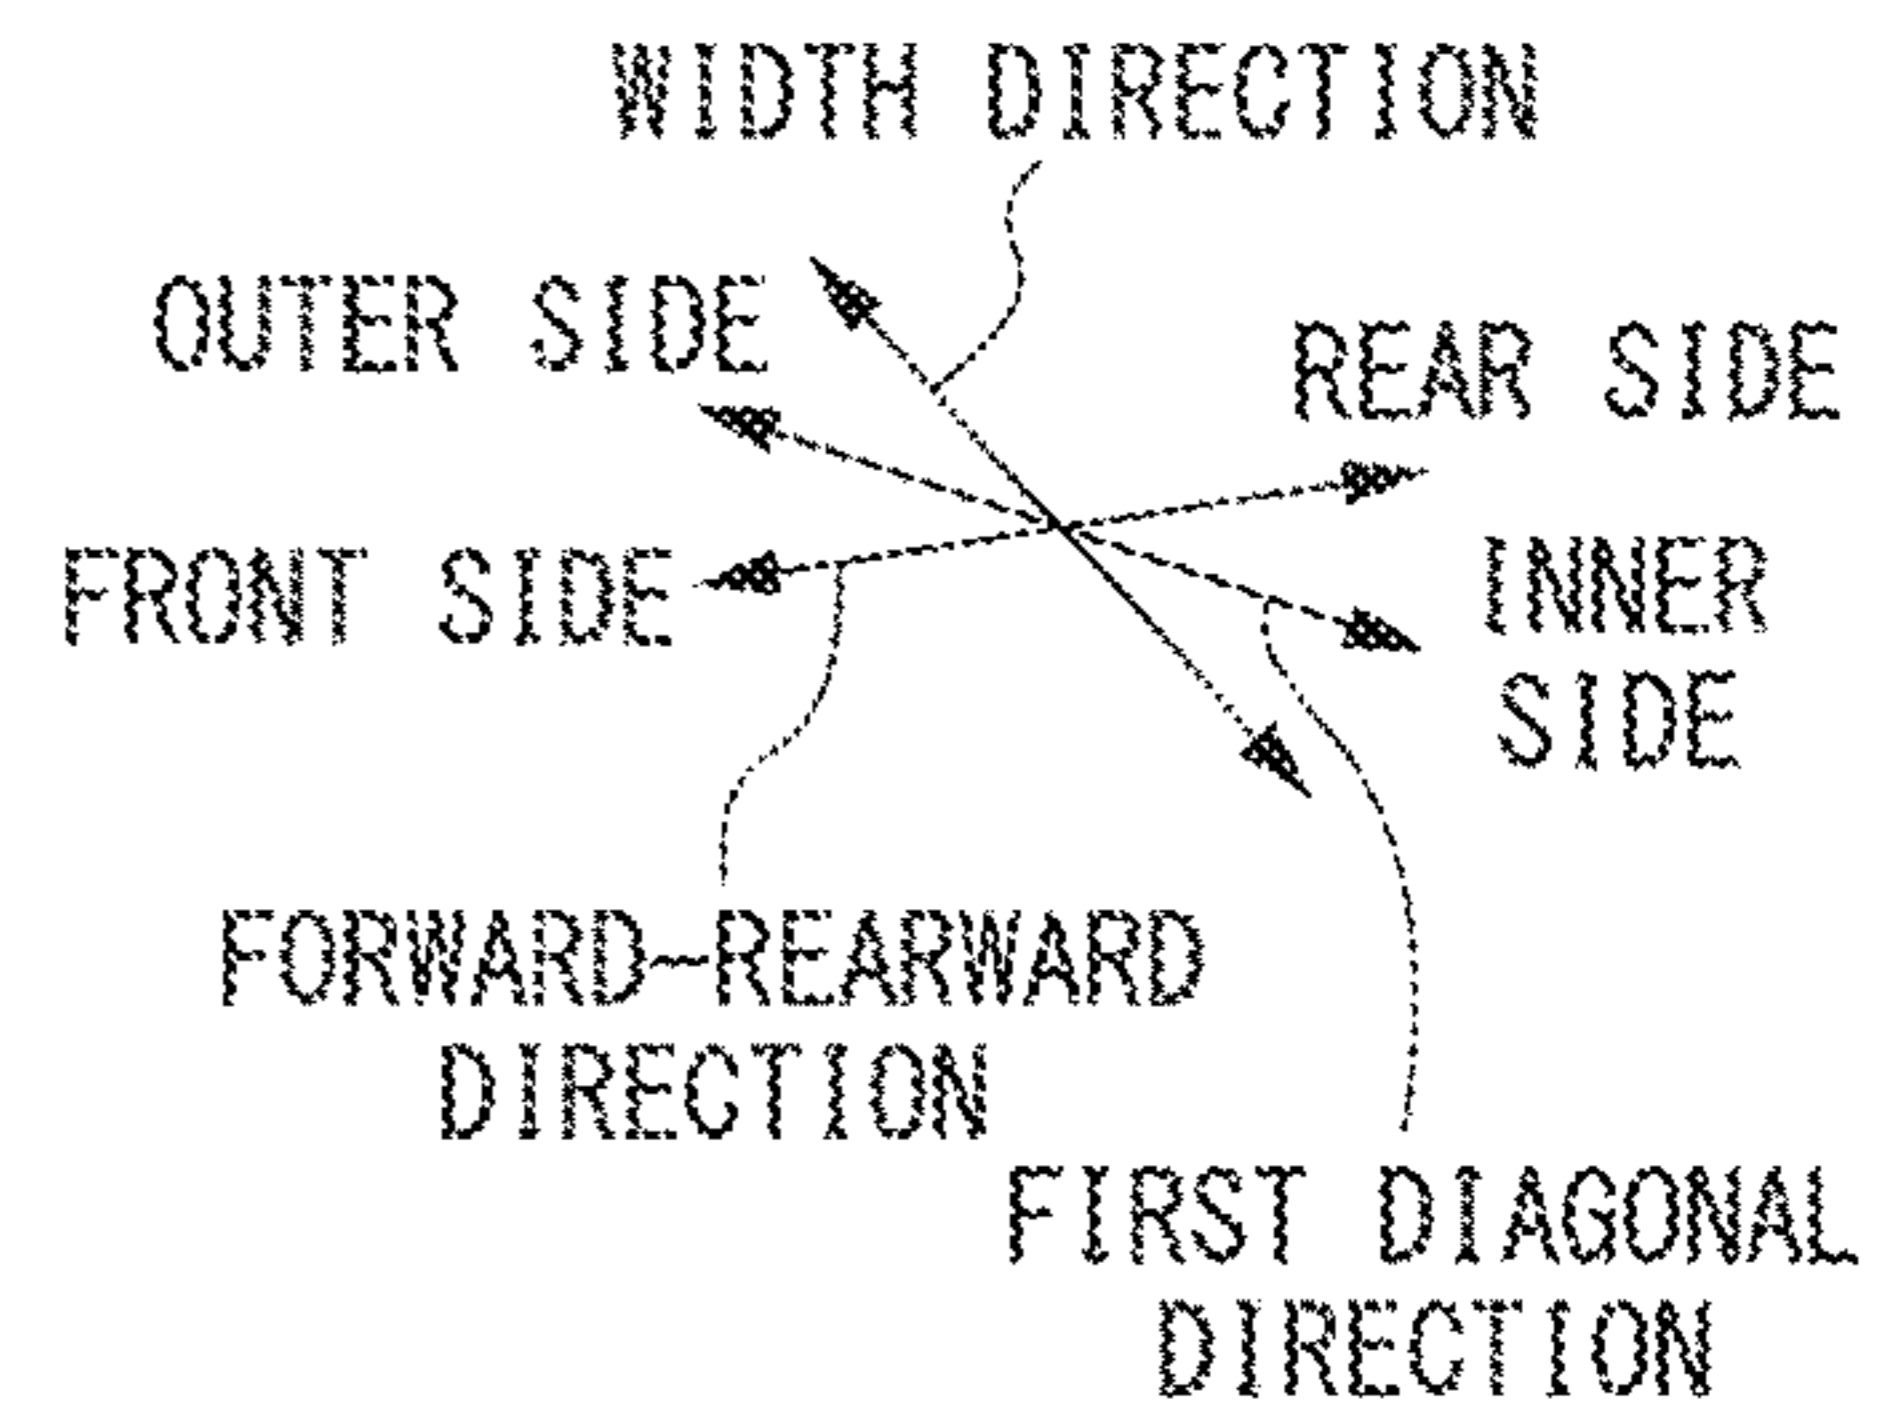 WIDTH DIRECTION
OUTER SIDE
REAR SIDE
FRONT SIDE
INNER
SIDE
FORWARD-REARWARD
DIRECTION
FIRST DIAGONAL
DIRECTION